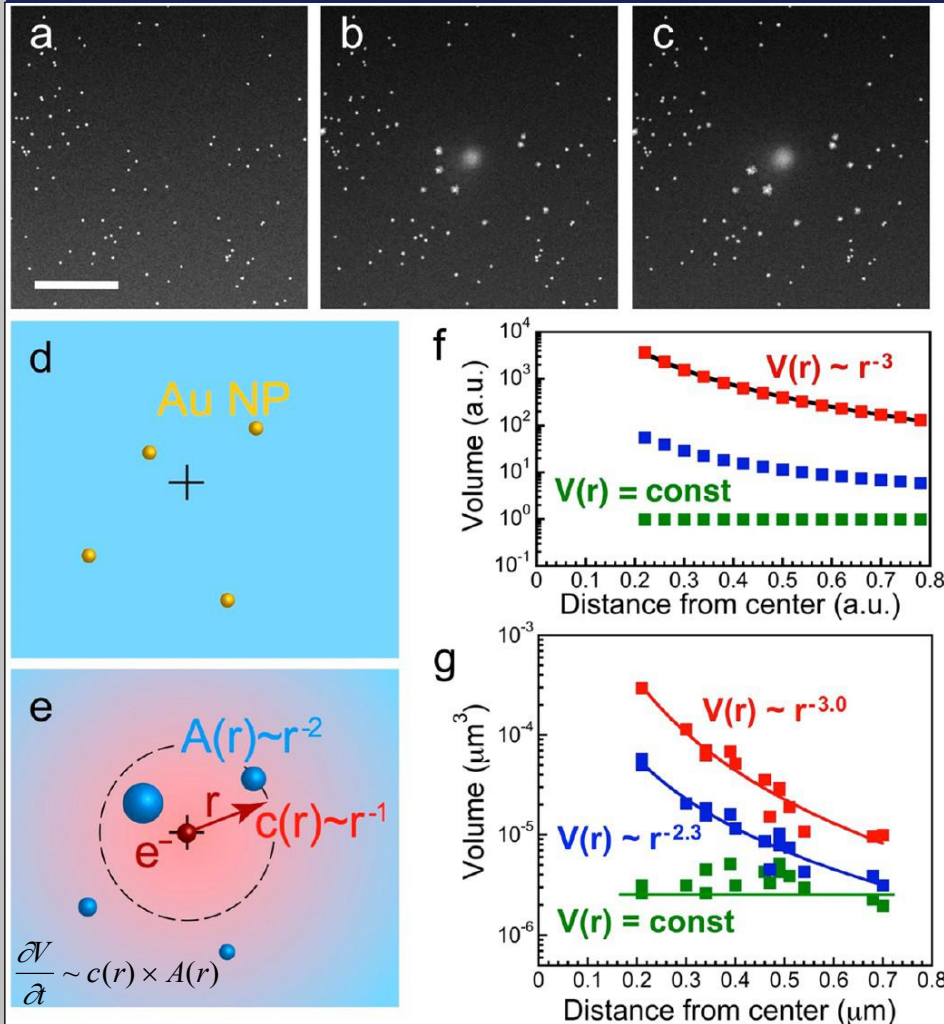 a
b
c
d
Au NP
e
A(r)~r⁻²
r
c(r)~r⁻¹
e⁻
∂V/∂t ~ c(r) × A(r)
f
Volume (a.u.)
10⁴
10³
10²
10¹
10⁰
10⁻¹
V(r) ~ r⁻³
V(r) = const
0 0.1 0.2 0.3 0.4 0.5 0.6 0.7 0.8
Distance from center (a.u.)
g
Volume (μm³)
10⁻³
10⁻⁴
10⁻⁵
10⁻⁶
V(r) ~ r⁻³·⁰
V(r) ~ r⁻²·³
V(r) = const
0 0.1 0.2 0.3 0.4 0.5 0.6 0.7 0.8
Distance from center (μm)